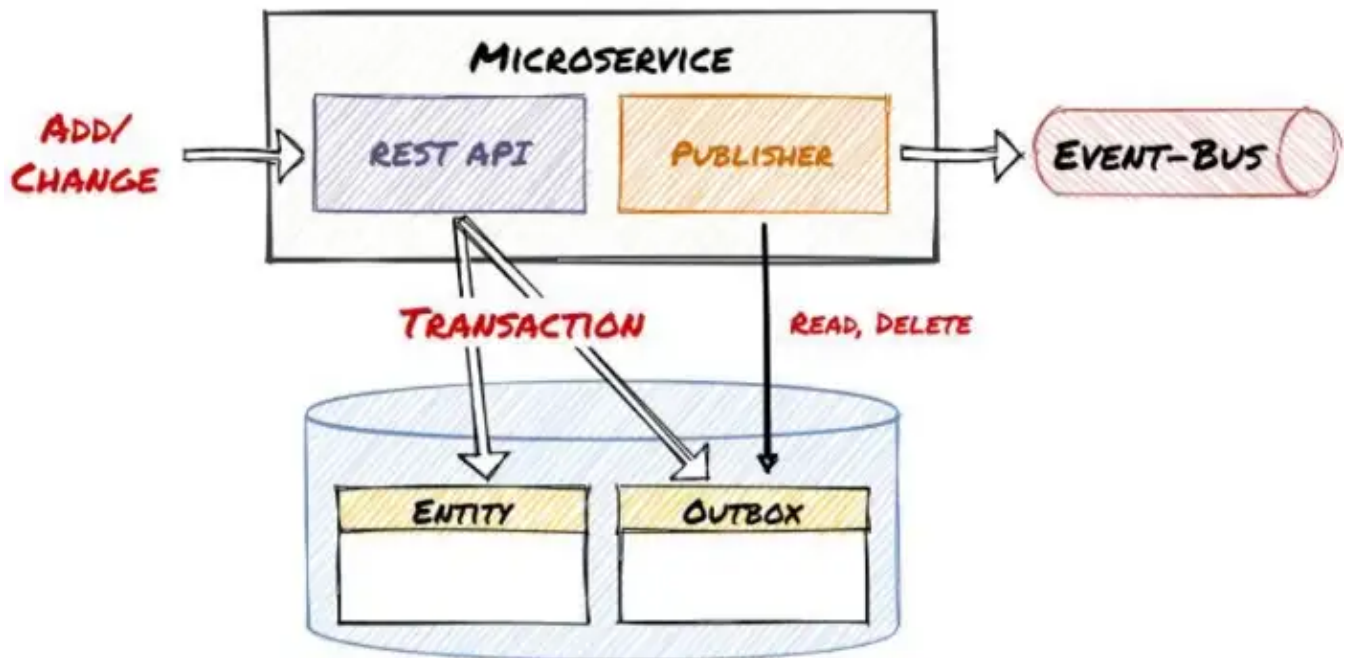 MICROSERVICE
ADD/
CHANGE
REST API
PUBLISHER
EVENT-BUS
TRANSACTION
READ, DELETE
ENTITY
OUTBOX